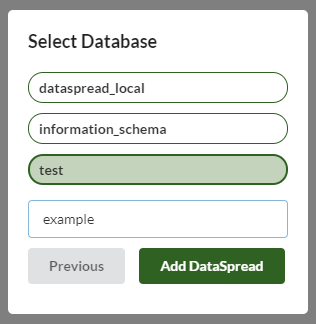 Select Database
dataspread_local
information_schema
test
example
Previous Add DataSpread